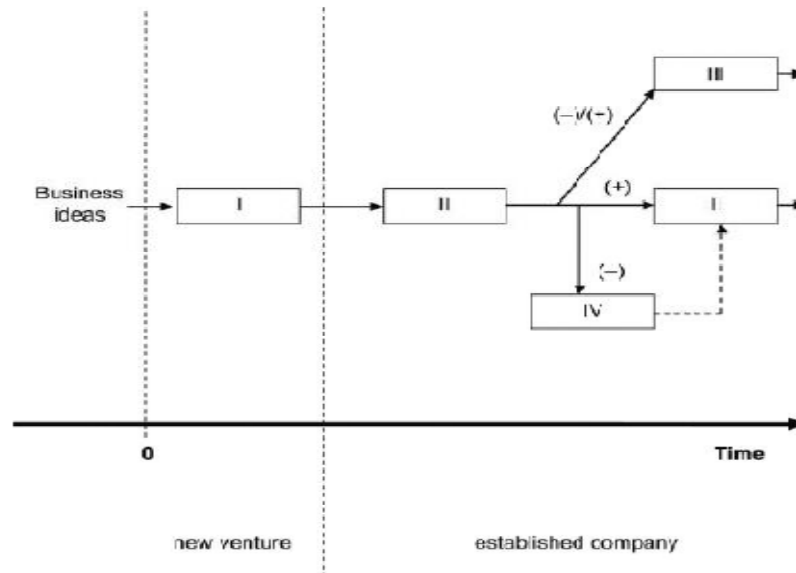 III
(–)/(+)
Business
ideas
I
II
(+)
(–)
IV
0
Time
new venture
established company